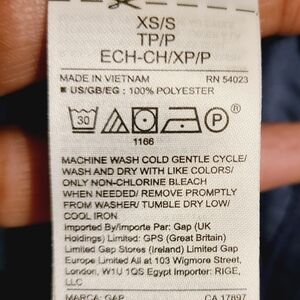 XS/S
TP/P
ECH-CH/XP/P
MADE IN VIETNAM RN 54023
■ US/GB/EG : 100% POLYESTER
30 P ®
1166
MACHINE WASH COLD GENTLE CYCLE/
WASH AND DRY WITH LIKE COLORS/
ONLY NON-CHLORINE BLEACH
WHEN NEEDED/ REMOVE PROMPTLY
FROM WASHER/ TUMBLE DRY LOW/
COOL IRON
Imported By/Importe Par: Gap (UK
Holdings) Limited: GPS (Great Britain)
Limited Gap Stores (Ireland) Limited Gap
Europe Limited All at 103 Wigmore Street,
London, W1U 1QS Egypt Importer: RIGE,
LLC
MARCA: GAP CA 17897